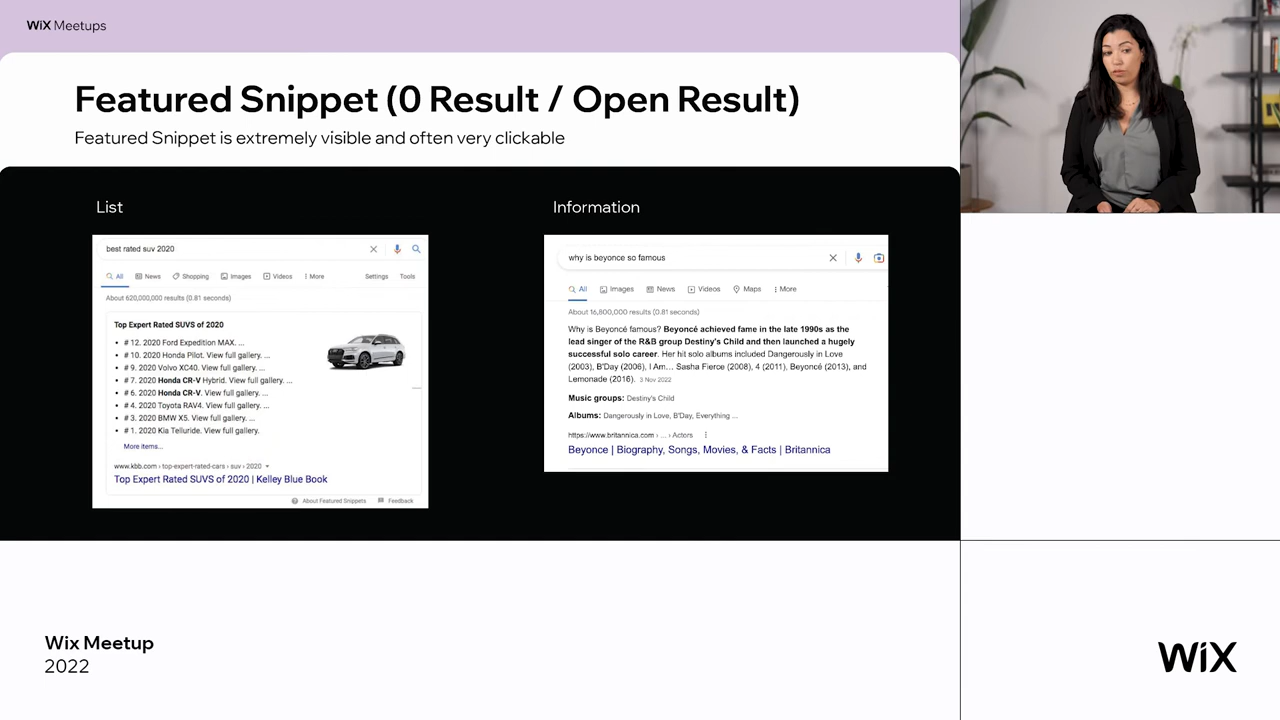 WiX Meetups
Featured Snippet (0 Result / Open Result)
Featured Snippet is extremely visible and often very clickable
List
best rated suv 2020
All News Shopping Images Videos More Settings Tools
About 620,000,000 results (0.81 seconds)
Top Expert Rated SUVS of 2020
• # 12. 2020 Ford Expedition MAX. ...
• # 10. 2020 Honda Pilot. View full gallery. ...
• # 9. 2020 Volvo XC40. View full gallery. ...
• # 7. 2020 Honda CR-V Hybrid. View full gallery. ...
• # 6. 2020 Honda CR-V. View full gallery. ...
• # 4. 2020 Toyota RAV4. View full gallery. ...
• # 3. 2020 BMW X5. View full gallery. ...
• # 1. 2020 Kia Telluride. View full gallery.
More items...
www.kbb.com › top-expert-rated-cars › suv › 2020
Top Expert Rated SUVS of 2020 | Kelley Blue Book
About Featured Snippets Feedback
Information
why is beyonce so famous
All Images News Videos Maps More
About 16,800,000 results (0.81 seconds)
Why is Beyoncé famous? Beyoncé achieved fame in the late 1990s as the
lead singer of the R&B group Destiny's Child and then launched a hugely
successful solo career. Her hit solo albums included Dangerously in Love
(2003), B'Day (2006), I Am... Sasha Fierce (2008), 4 (2011), Beyoncé (2013), and
Lemonade (2016). 3 Nov 2022
Music groups: Destiny's Child
Albums: Dangerously in Love, B'Day, Everything ...
https://www.britannica.com › ... › Actors
Beyonce | Biography, Songs, Movies, & Facts | Britannica
Wix Meetup
2022
WiX